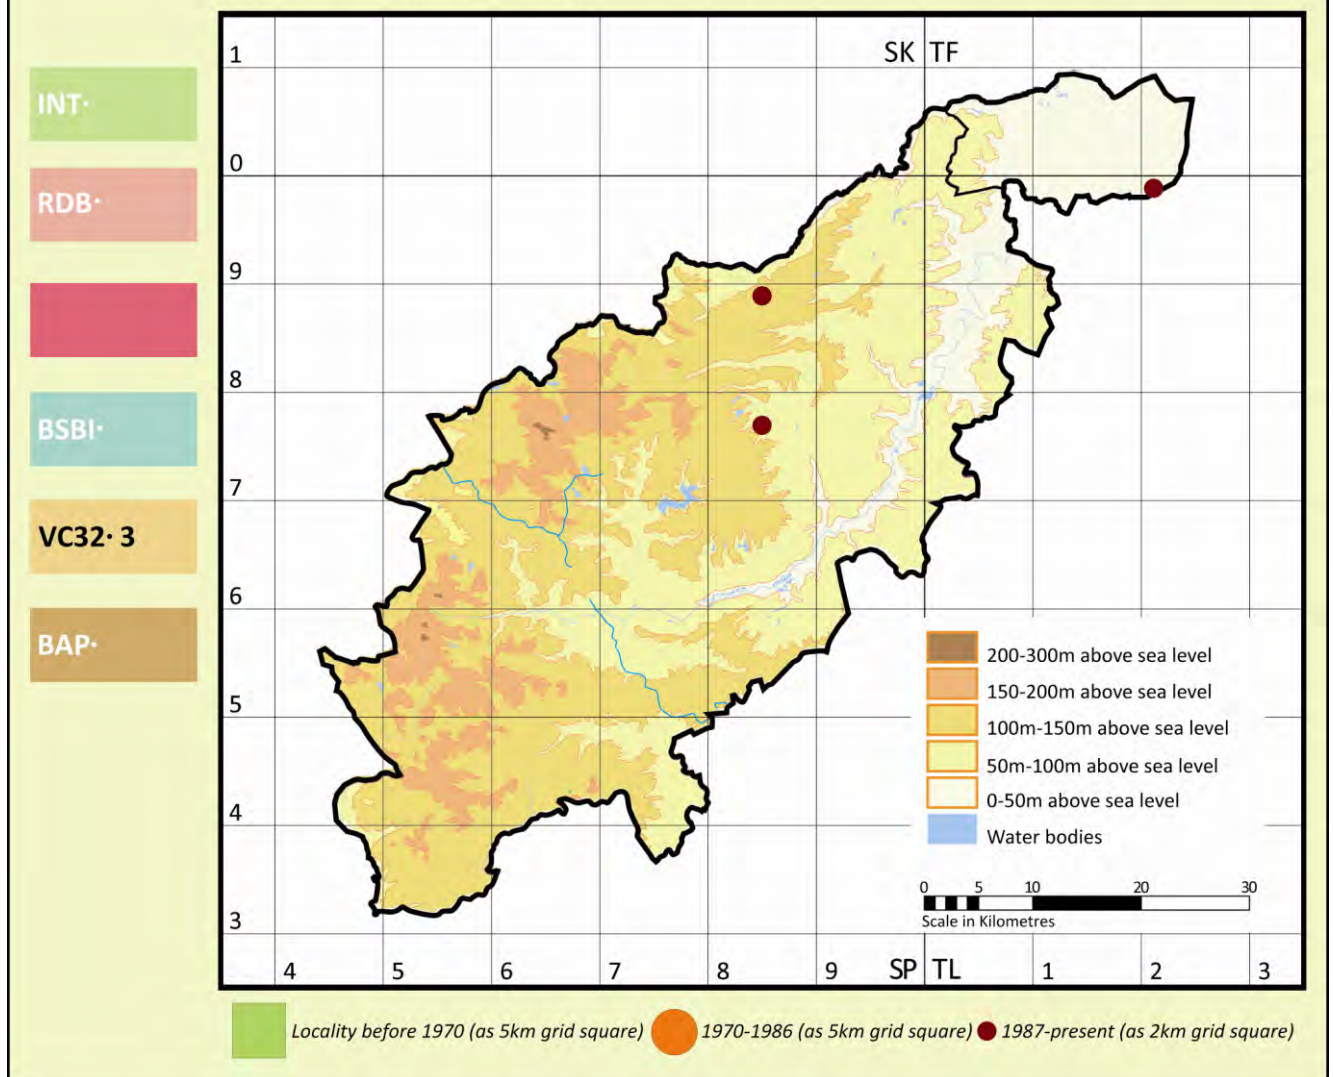 INT·
RDB·
BSBI·
VC32· 3
BAP·
SK TF
1
0
9
8
7
6
5
4
3
200-300m above sea level
150-200m above sea level
100m-150m above sea level
50m-100m above sea level
0-50m above sea level
Water bodies
0 5 10 20 30
Scale in Kilometres
4 5 6 7 8 9 SP TL 1 2 3
Locality before 1970 (as 5km grid square) 1970-1986 (as 5km grid square) 1987-present (as 2km grid square)